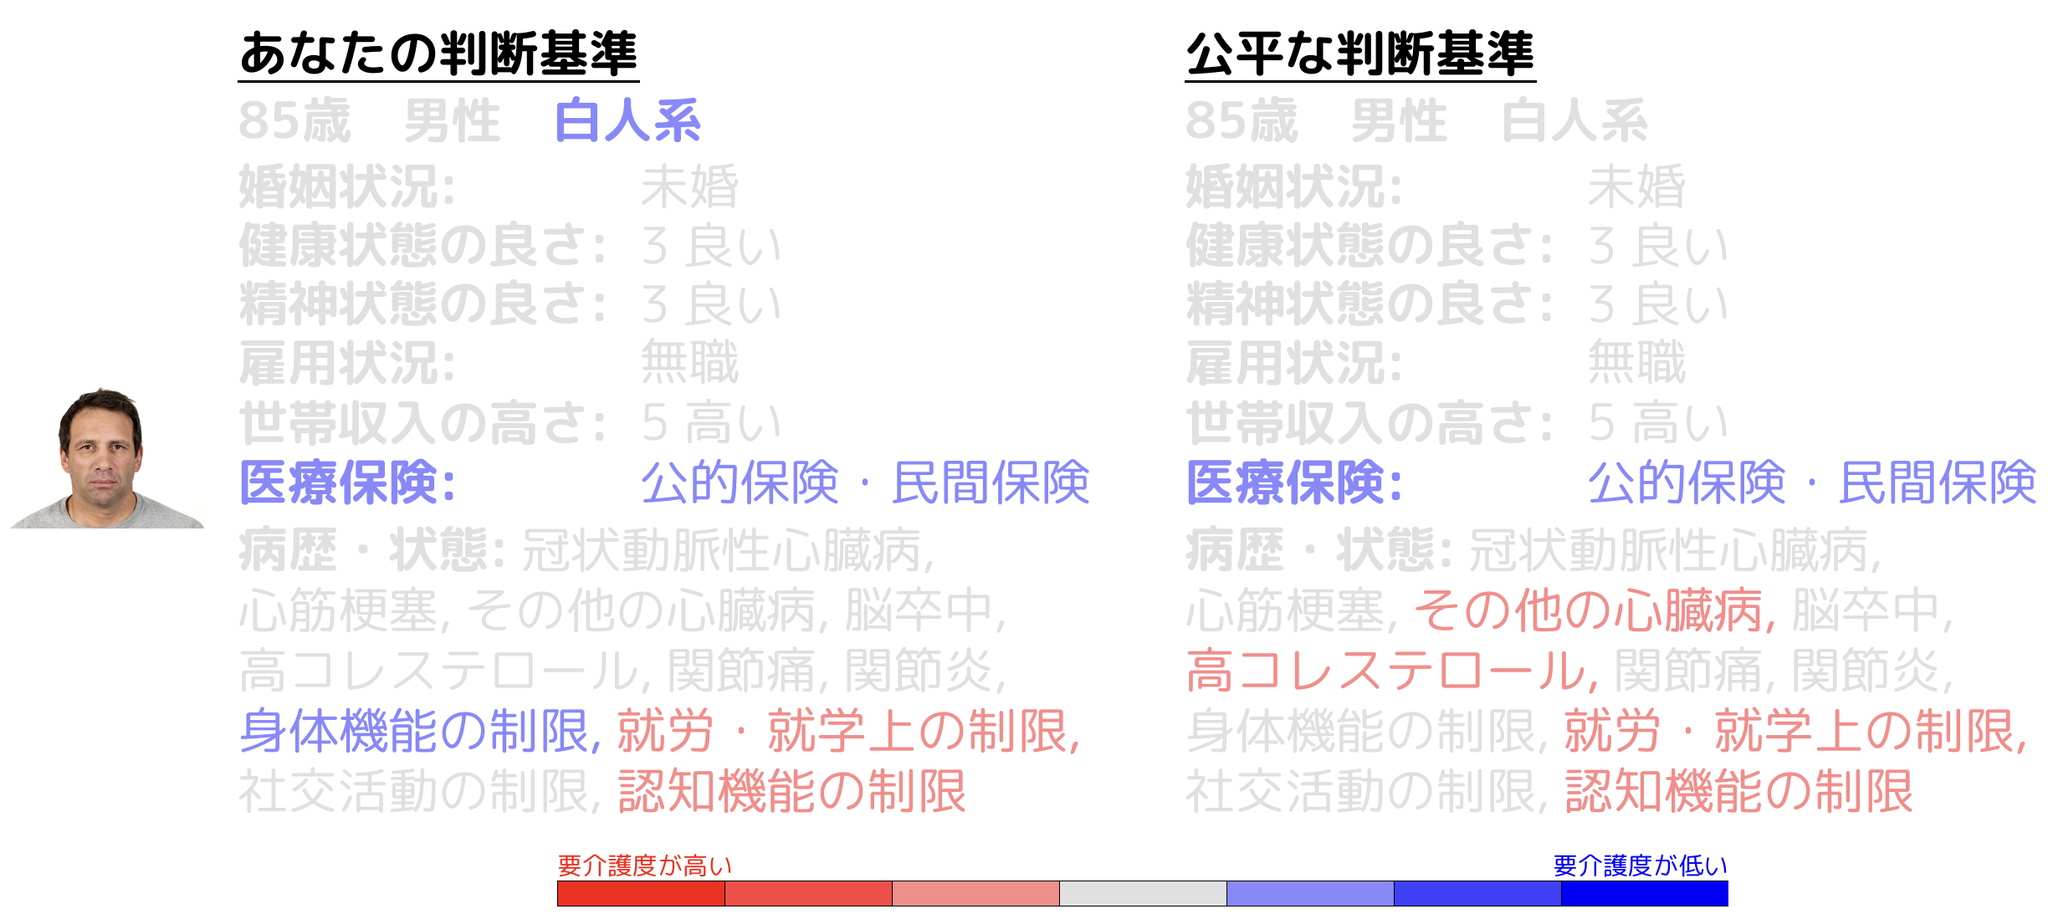 あなたの判断基準
85歳　男性　白人系
婚姻状況: 未婚
健康状態の良さ: 3 良い
精神状態の良さ: 3 良い
雇用状況: 無職
世帯収入の高さ: 5 高い
医療保険: 公的保険・民間保険
病歴・状態: 冠状動脈性心臓病,
心筋梗塞, その他の心臓病, 脳卒中,
高コレステロール, 関節痛, 関節炎,
身体機能の制限, 就労・就学上の制限,
社交活動の制限, 認知機能の制限
公平な判断基準
85歳　男性　白人系
婚姻状況: 未婚
健康状態の良さ: 3 良い
精神状態の良さ: 3 良い
雇用状況: 無職
世帯収入の高さ: 5 高い
医療保険: 公的保険・民間保険
病歴・状態: 冠状動脈性心臓病,
心筋梗塞, その他の心臓病, 脳卒中,
高コレステロール, 関節痛, 関節炎,
身体機能の制限, 就労・就学上の制限,
社交活動の制限, 認知機能の制限
要介護度が高い
要介護度が低い